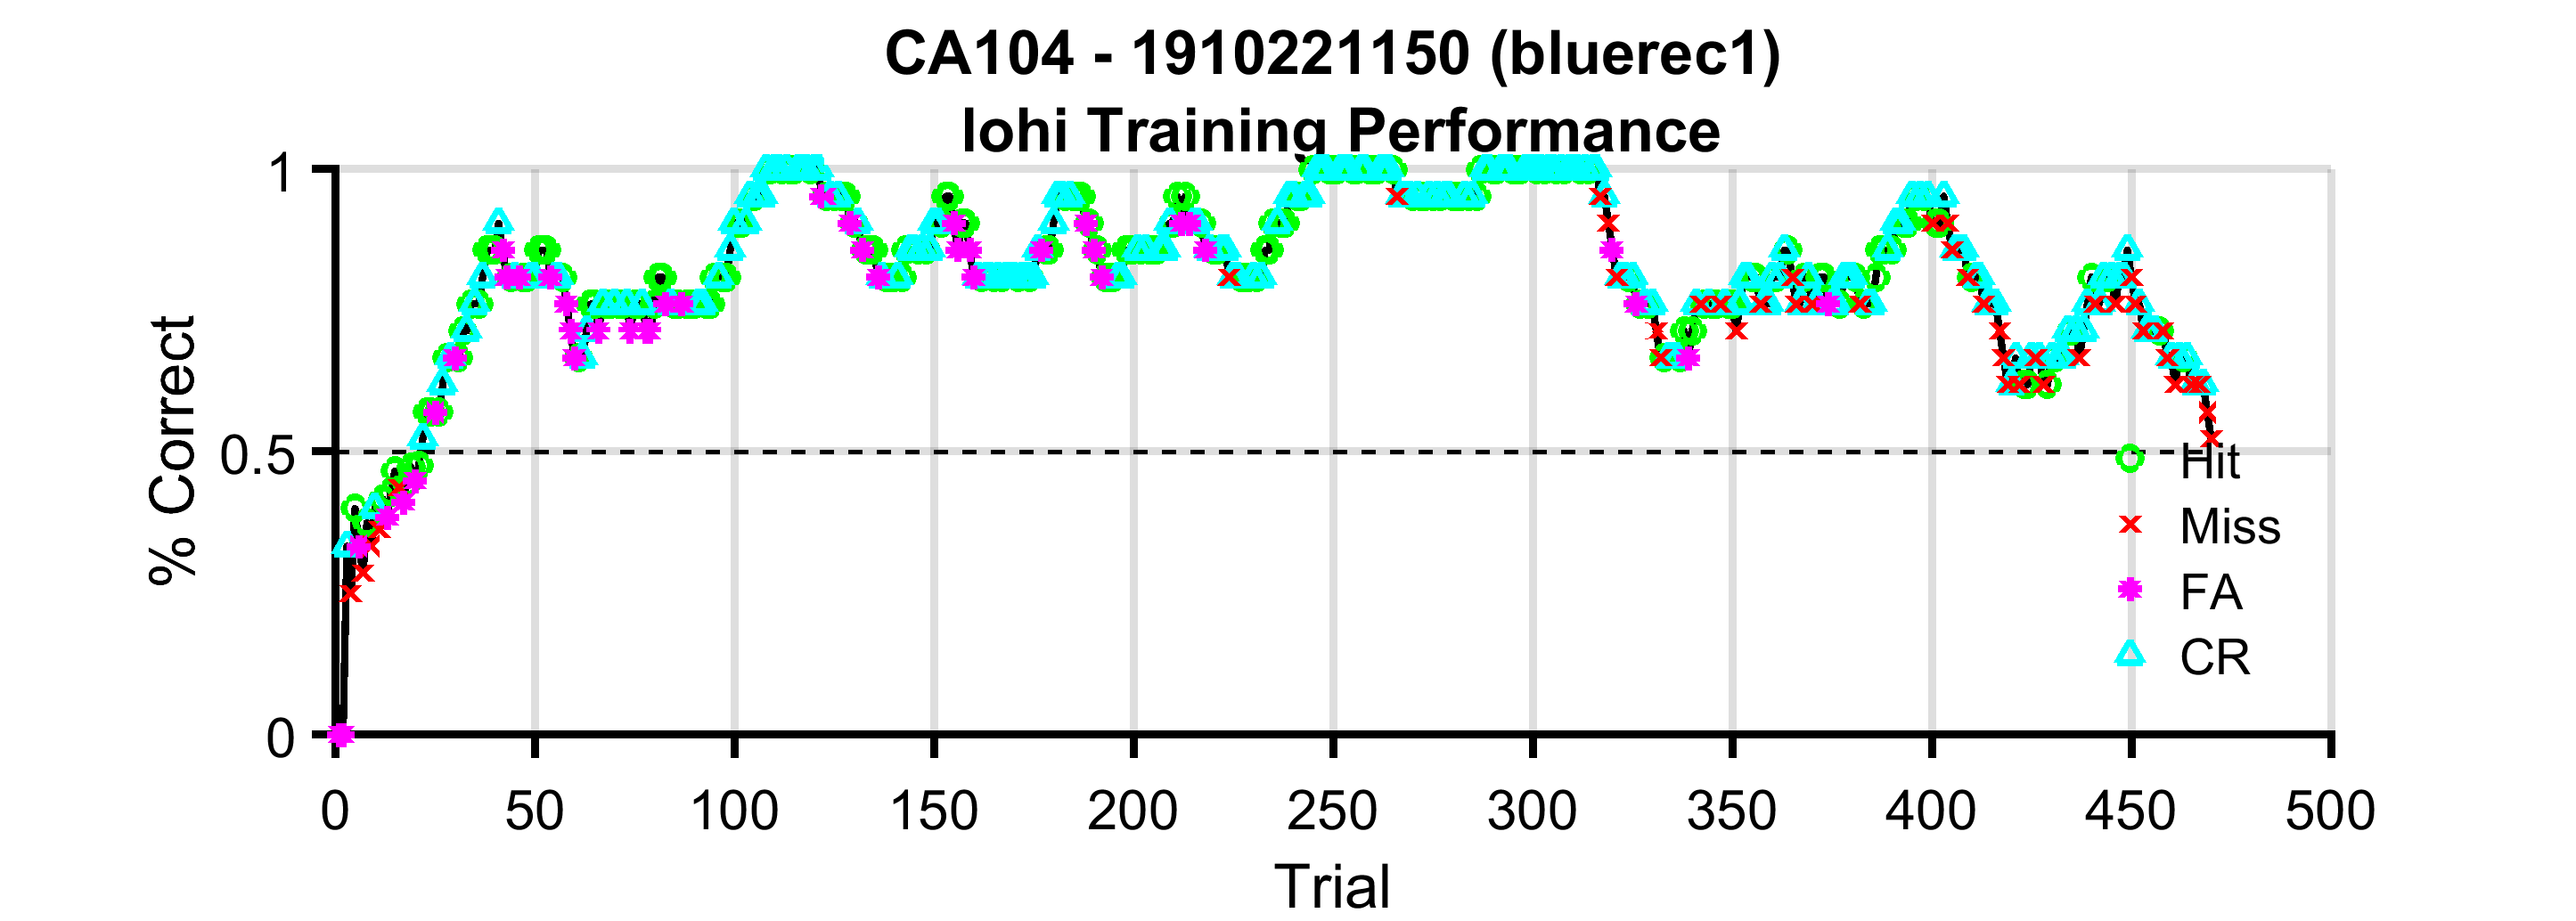 CA104 - 1910221150 (bluerec1)
lohi Training Performance
% Correct
1
0.5
0
0 50 100 150 200 250 300 350 400 450 500
Trial
Hit
Miss
FA
CR